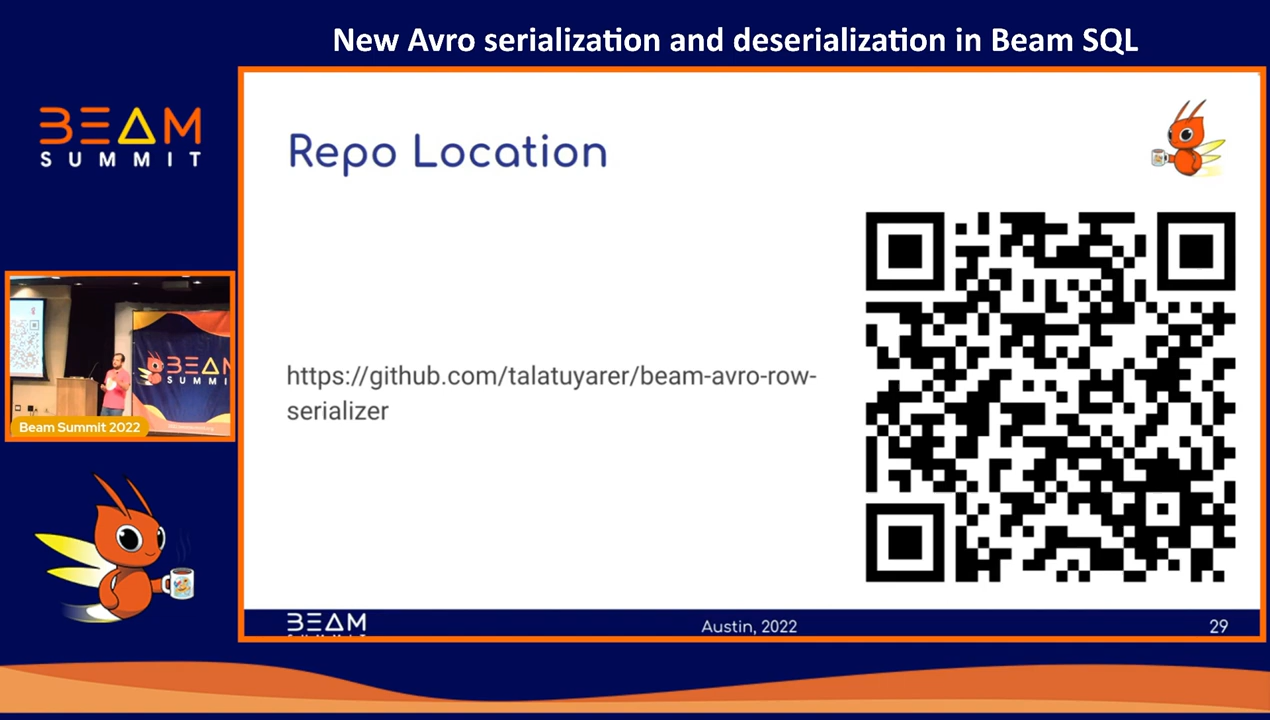 New Avro serialization and deserialization in Beam SQL
BEAM
SUMMIT
Repo Location
https://github.com/talatuyarer/beam-avro-row-
serializer
BEAM
SUMMI
Beam Summit 2022
BEAM
Austin, 2022
29